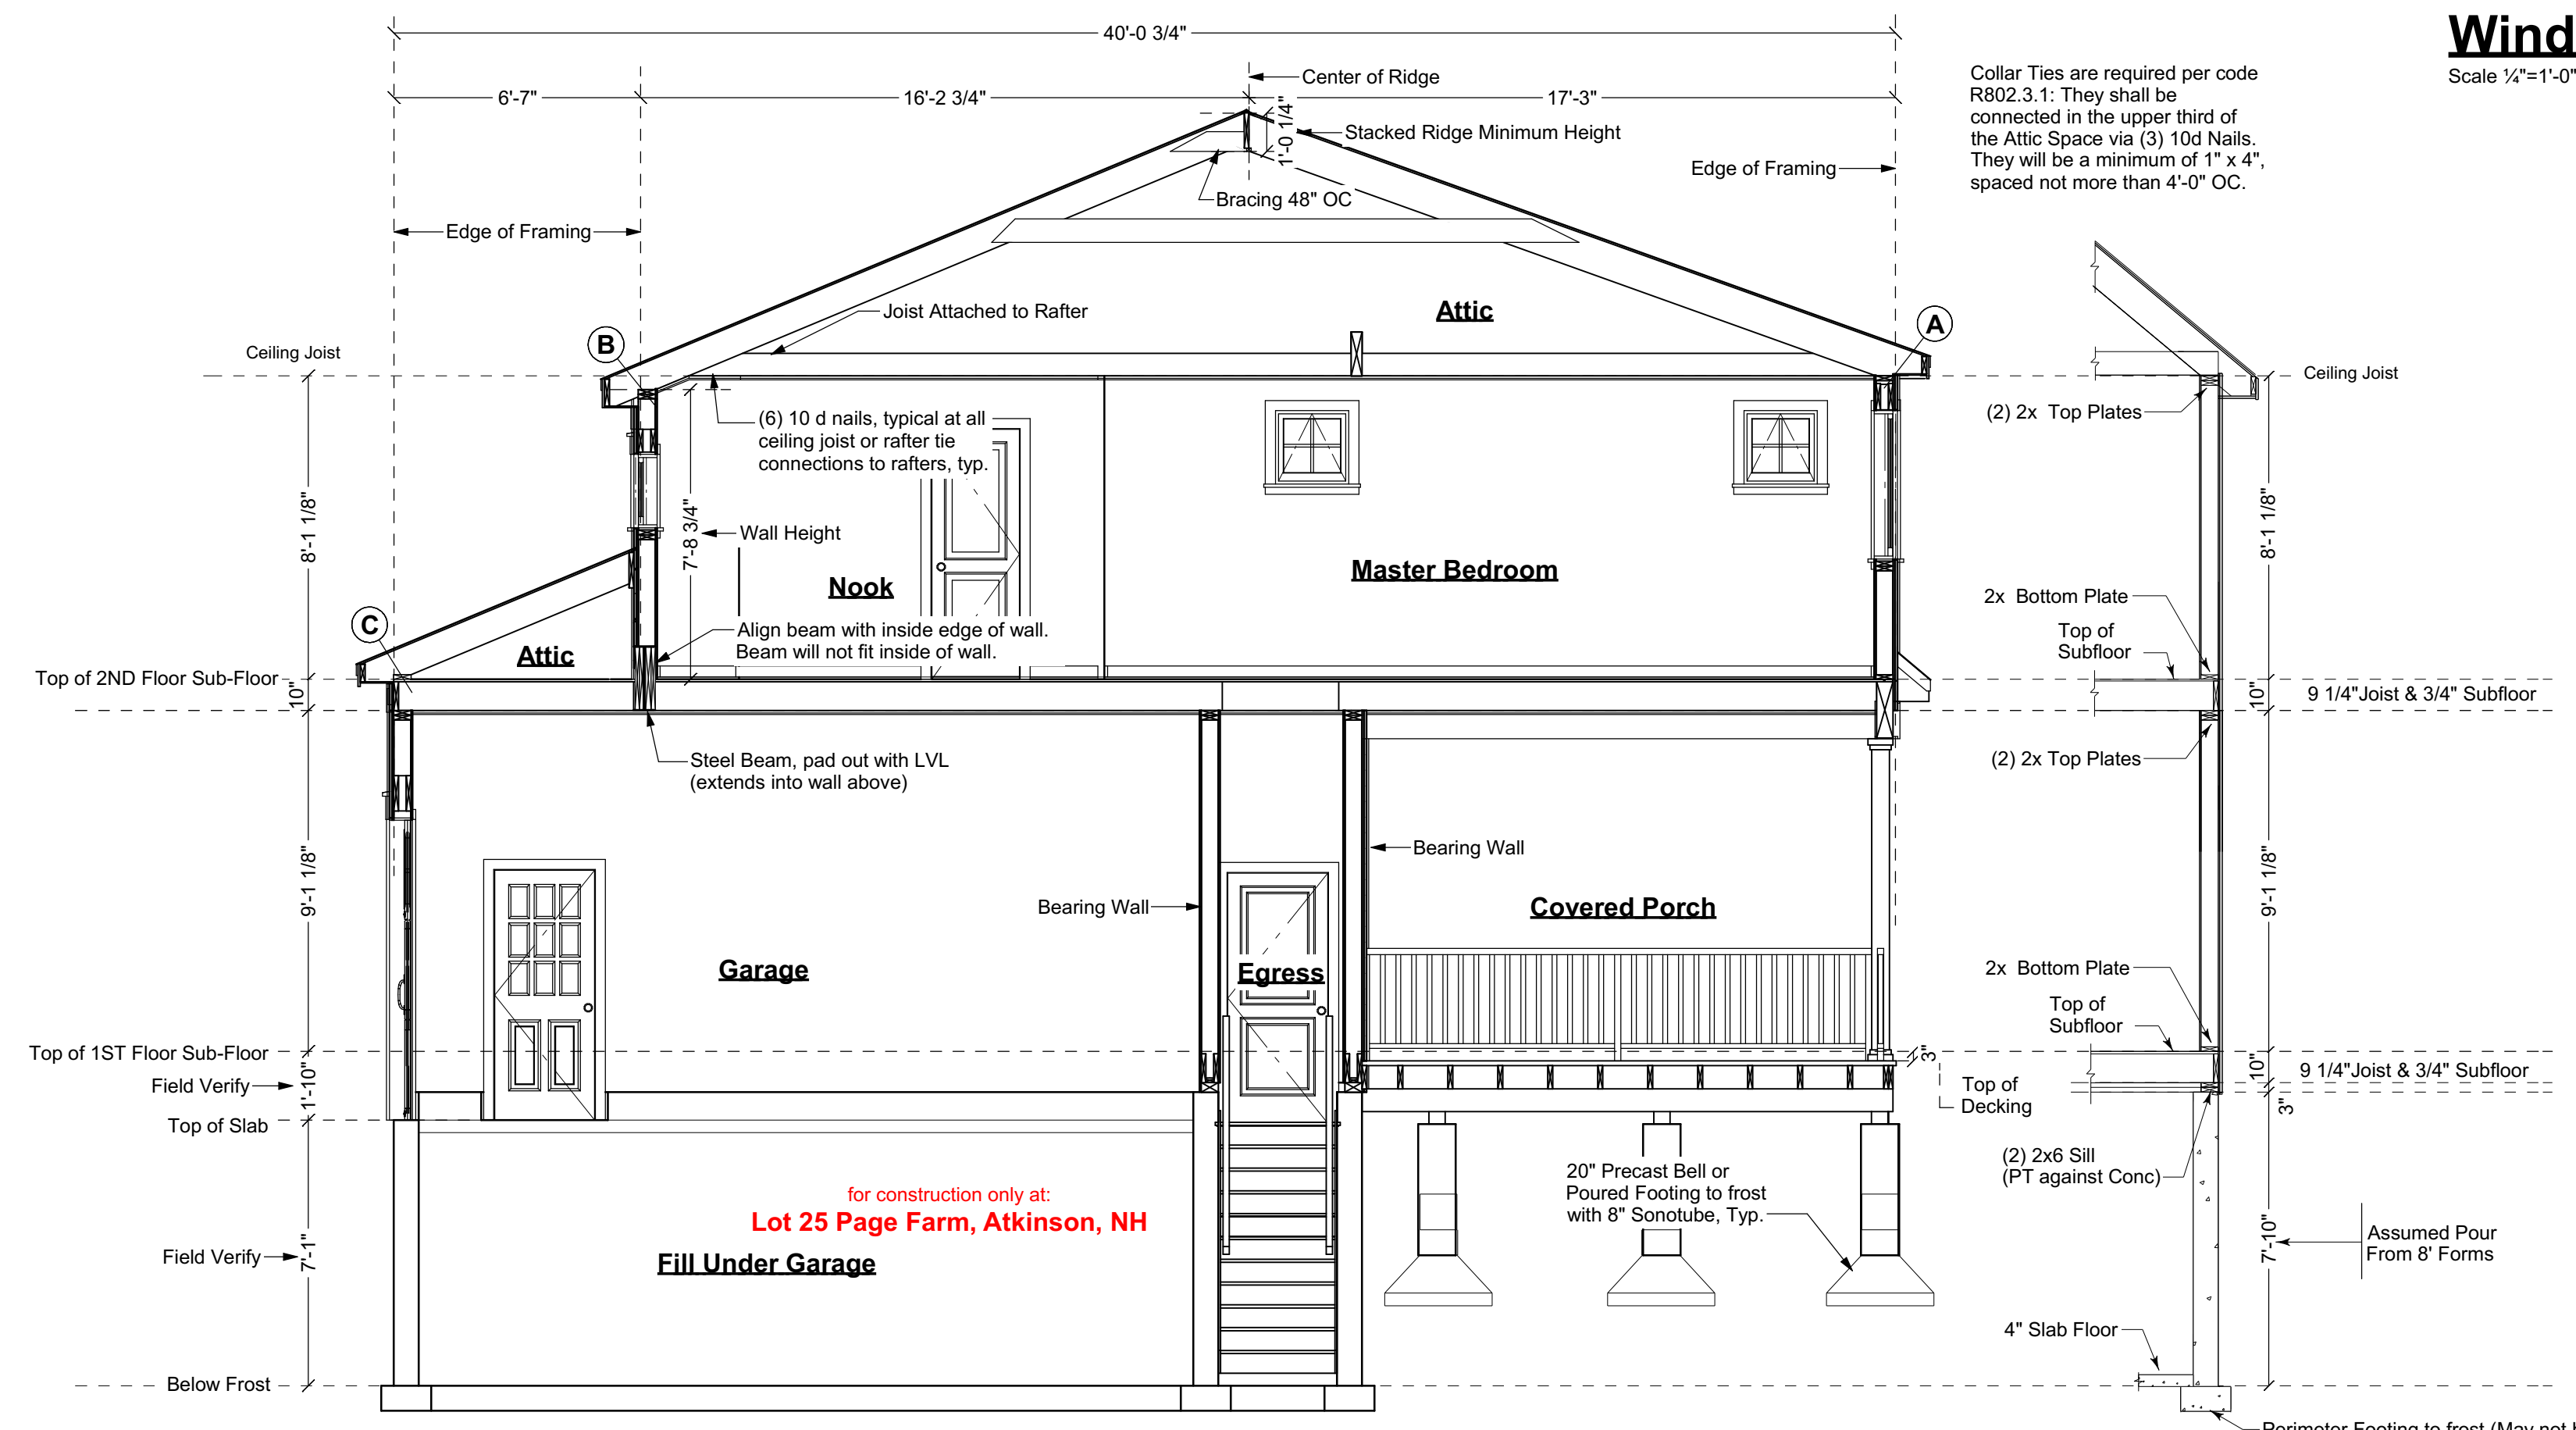 40'-0 3/4"
Wind
Scale ¼"=1'-0"
6'-7"
16'-2 3/4"
17'-3"
Center of Ridge
Stacked Ridge Minimum Height
1'-0 1/4"
Bracing 48" OC
Edge of Framing
Edge of Framing
Collar Ties are required per code
R802.3.1: They shall be
connected in the upper third of
the Attic Space via (3) 10d Nails.
They will be a minimum of 1" x 4",
spaced not more than 4'-0" OC.
Joist Attached to Rafter
Attic
A
B
Ceiling Joist
Ceiling Joist
(2) 2x  Top Plates
(6) 10 d nails, typical at all
ceiling joist or rafter tie
connections to rafters, typ.
8'-1 1/8"
7'-8 3/4"
Wall Height
8'-1 1/8"
Nook
Master Bedroom
2x  Bottom Plate
Top of
Subfloor
C
Attic
Align beam with inside edge of wall.
Beam will not fit inside of wall.
Top of 2ND Floor Sub-Floor
10"
10"
9 1/4"Joist & 3/4" Subfloor
Steel Beam, pad out with LVL
(extends into wall above)
(2) 2x Top Plates
Bearing Wall
9'-1 1/8"
9'-1 1/8"
Bearing Wall
Covered Porch
Garage
Egress
2x  Bottom Plate
Top of
Subfloor
Top of 1ST Floor Sub-Floor
Field Verify
1'-10"
3"
Top of
Decking
10"
9 1/4"Joist & 3/4" Subfloor
3"
Top of Slab
(2) 2x6 Sill
(PT against Conc)
20" Precast Bell or
Poured Footing to frost
with 8" Sonotube, Typ.
for construction only at:
Lot 25 Page Farm, Atkinson, NH
Fill Under Garage
Field Verify
7'-1"
7'-10"
Assumed Pour
From 8' Forms
4" Slab Floor
Below Frost
Perimeter Footing to frost (May not